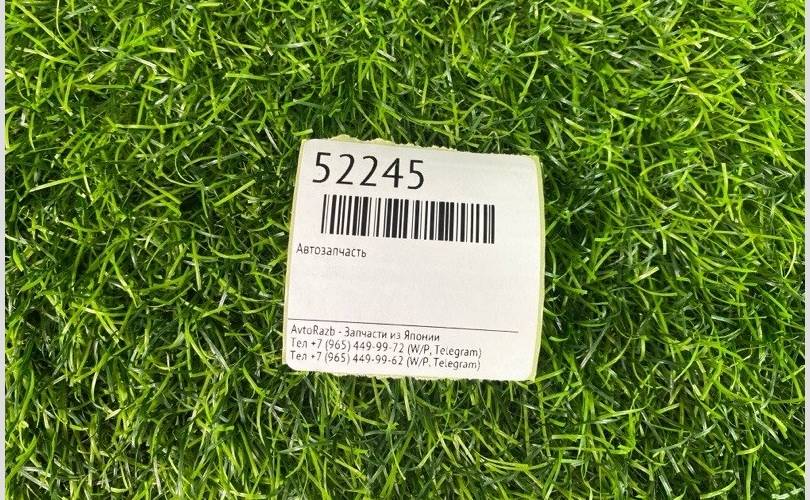 52245
Автозапчасть
AvtoRazb - Запчасти из Японии
Тел +7 (965) 449-99-72 (W/P, Telegram)
Тел +7 (965) 449-99-62 (W/P, Telegram)